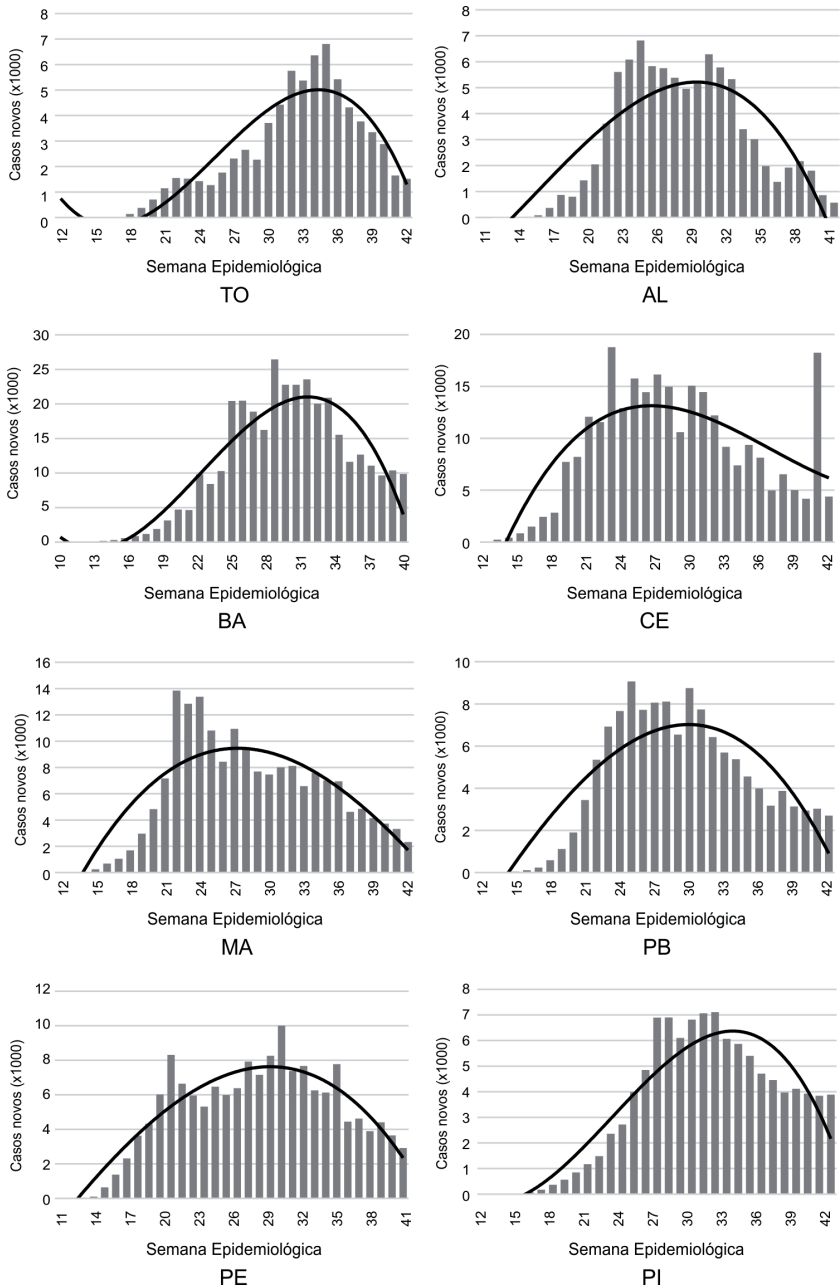 Casos novos (x1000)
8
7
6
5
4
3
2
1
0
12 15 18 21 24 27 30 33 36 39 42
Semana Epidemiológica
TO
Casos novos (x1000)
8
7
6
5
4
3
2
1
0
11 14 17 20 23 26 29 32 35 38 41
Semana Epidemiológica
AL
Casos novos (x1000)
30
25
20
15
10
5
0
10 13 16 19 22 25 28 31 34 37 40
Semana Epidemiológica
BA
Casos novos (x1000)
20
15
10
5
0
12 15 18 21 24 27 30 33 36 39 42
Semana Epidemiológica
CE
Casos novos (x1000)
16
14
12
10
8
6
4
2
0
12 15 18 21 24 27 30 33 36 39 42
Semana Epidemiológica
MA
Casos novos (x1000)
10
8
6
4
2
0
12 15 18 21 24 27 30 33 36 39 42
Semana Epidemiológica
PB
Casos novos (x1000)
12
10
8
6
4
2
0
11 14 17 20 23 26 29 32 35 38 41
Semana Epidemiológica
PE
Casos novos (x1000)
8
7
6
5
4
3
2
1
0
12 15 18 21 24 27 30 33 36 39 42
Semana Epidemiológica
PI